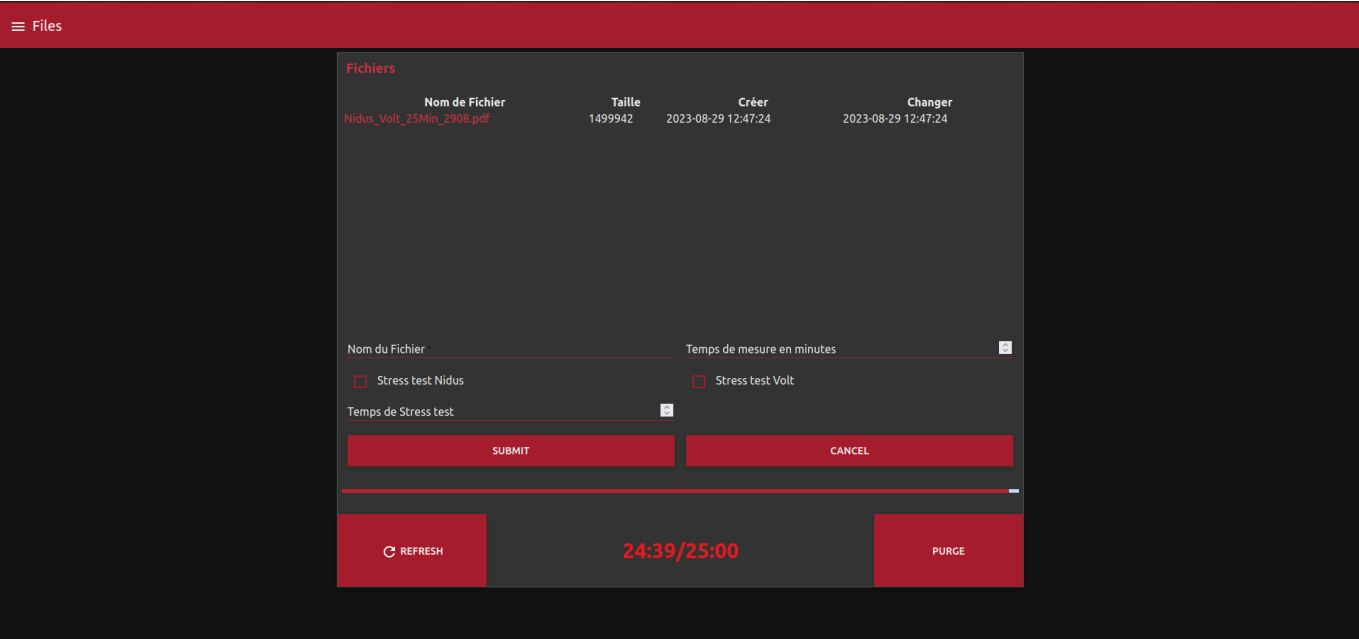 Files
Fichiers
Nom de Fichier Taille Créer Changer
Nidus_Volt_25Min_2908.pdf 1499942 2023-08-29 12:47:24 2023-08-29 12:47:24
Nom du Fichier Temps de mesure en minutes
Stress test Nidus Stress test Volt
Temps de Stress test
SUBMIT CANCEL
REFRESH 24:39/25:00 PURGE